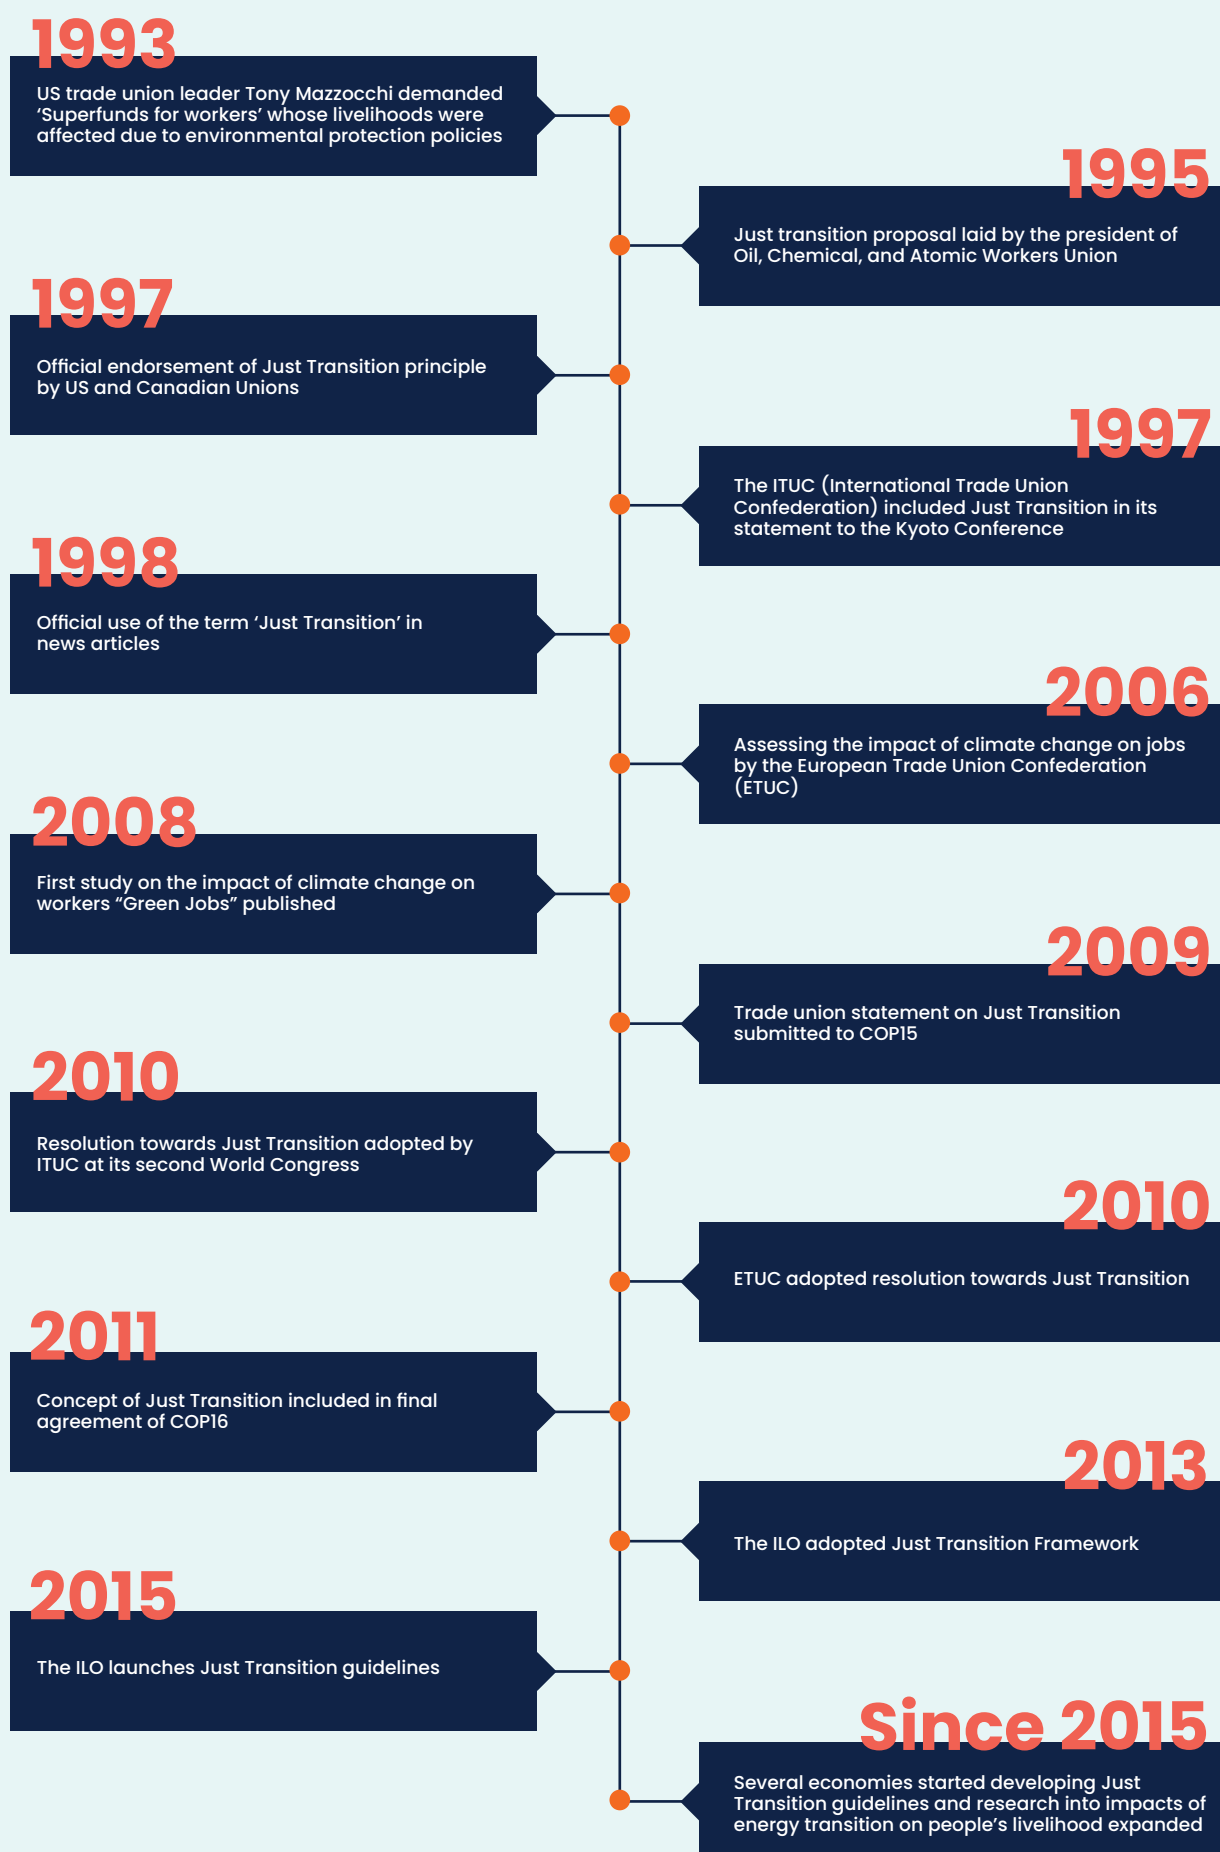 1993
US trade union leader Tony Mazzocchi demanded
‘Superfunds for workers’ whose livelihoods were
affected due to environmental protection policies
1995
Just transition proposal laid by the president of
Oil, Chemical, and Atomic Workers Union
1997
Official endorsement of Just Transition principle
by US and Canadian Unions
1997
The ITUC (International Trade Union
Confederation) included Just Transition in its
statement to the Kyoto Conference
1998
Official use of the term ‘Just Transition’ in
news articles
2006
Assessing the impact of climate change on jobs
by the European Trade Union Confederation
(ETUC)
2008
First study on the impact of climate change on
workers “Green Jobs” published
2009
Trade union statement on Just Transition
submitted to COP15
2010
Resolution towards Just Transition adopted by
ITUC at its second World Congress
2010
ETUC adopted resolution towards Just Transition
2011
Concept of Just Transition included in final
agreement of COP16
2013
The ILO adopted Just Transition Framework
2015
The ILO launches Just Transition guidelines
Since 2015
Several economies started developing Just
Transition guidelines and research into impacts of
energy transition on people’s livelihood expanded